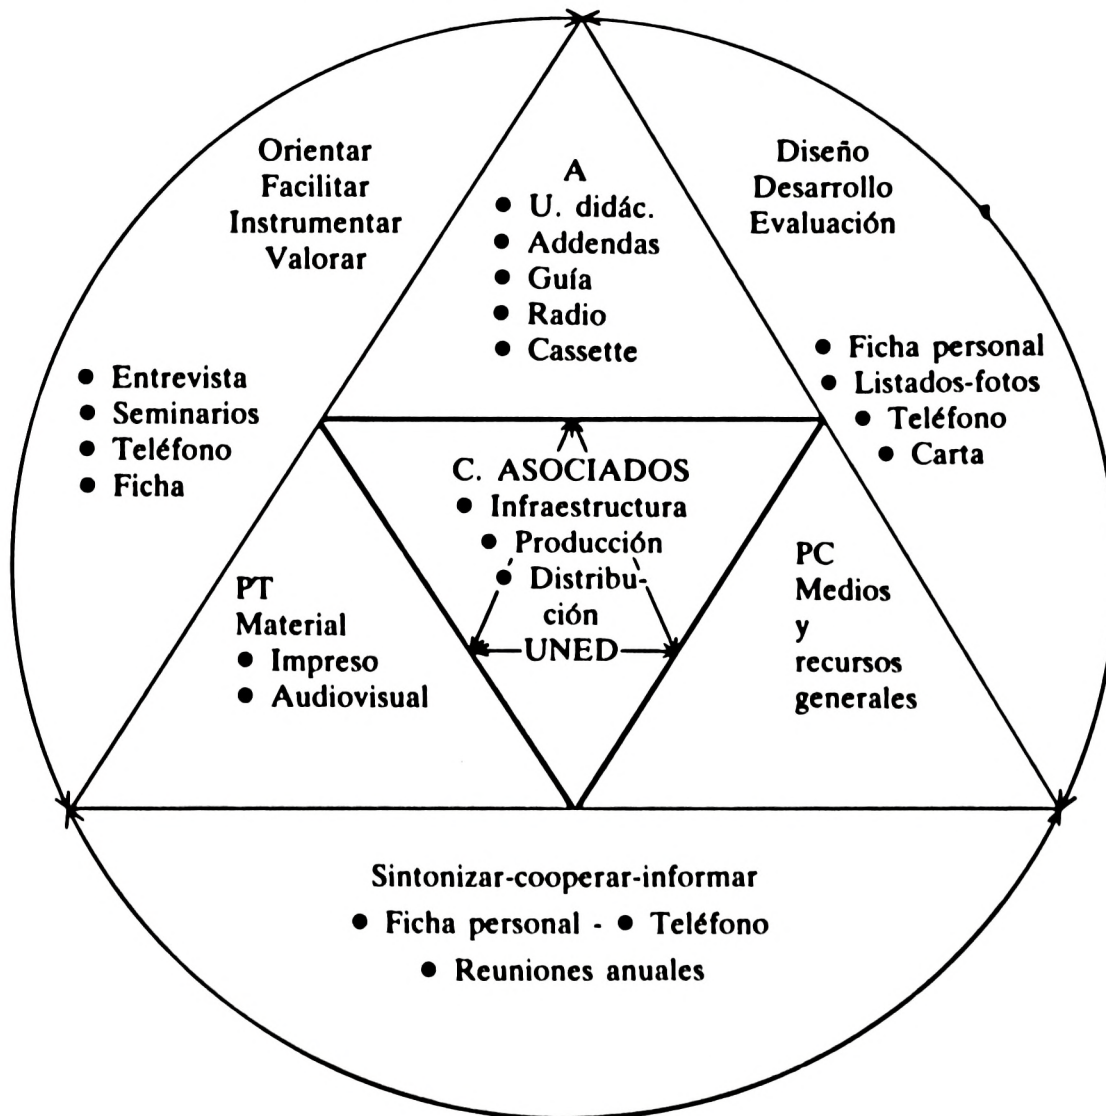 Orientar
Facilitar
Instrumentar
Valorar
● Entrevista
● Seminarios
● Teléfono
● Ficha
A
● U. didác.
● Addendas
● Guía
● Radio
● Cassette
Diseño
Desarrollo
Evaluación
● Ficha personal
● Listados-fotos
● Teléfono
● Carta
C. ASOCIADOS
● Infraestructura
● Producción
● Distribu-
ción
UNED
PT
Material
● Impreso
● Audiovisual
PC
Medios
y
recursos
generales
Sintonizar-cooperar-informar
● Ficha personal - ● Teléfono
● Reuniones anuales